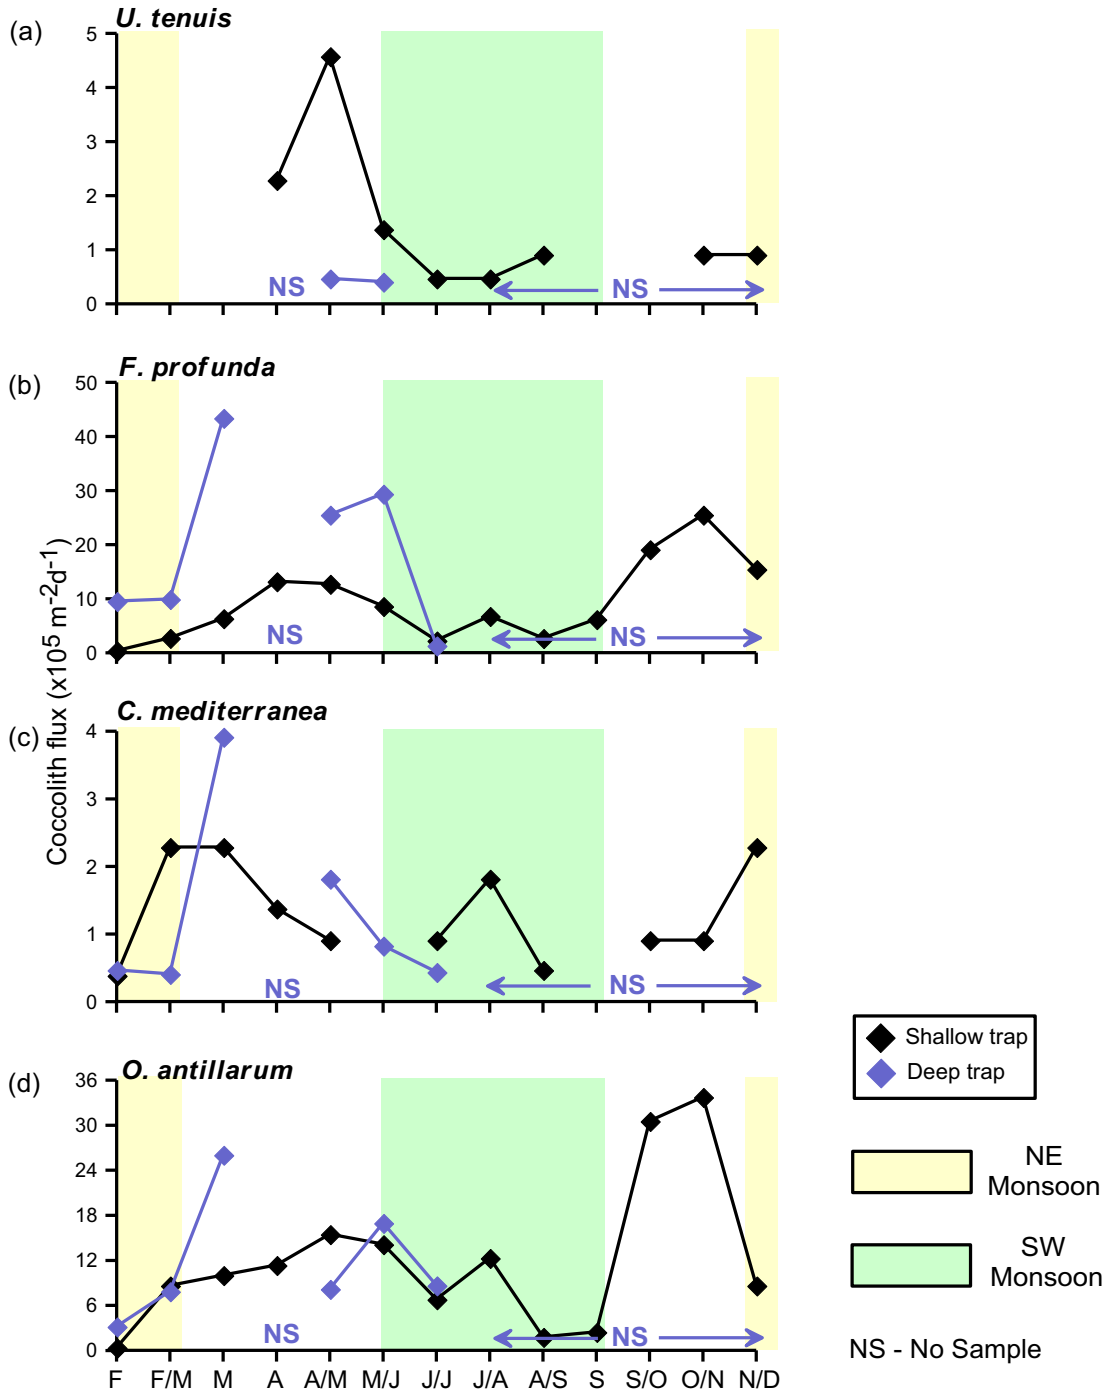 (a)
U. tenuis
5
4
3
2
1
0
NS
NS
(b)
F. profunda
50
40
30
20
10
0
NS
NS
Coccolith flux (x10⁵ m⁻²d⁻¹)
(c)
C. mediterranea
4
3
2
1
0
NS
NS
(d)
O. antillarum
36
30
24
18
12
6
0
NS
NS
F F/M M A A/M M/J J/J J/A A/S S S/O O/N N/D
Shallow trap
Deep trap
NE
Monsoon
SW
Monsoon
NS - No Sample